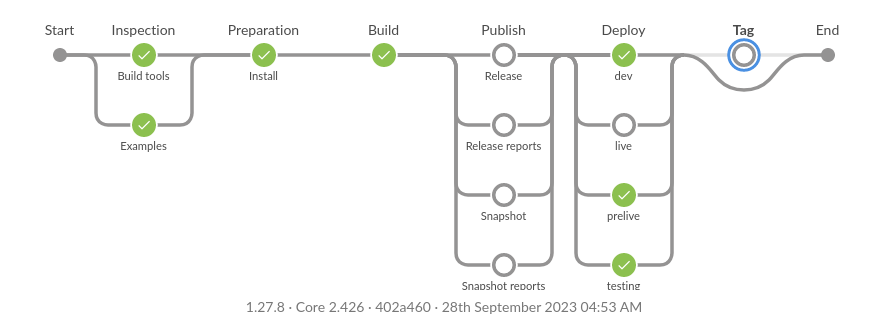 Start Inspection Preparation Build Publish Deploy Tag End
Build tools Install Release dev
Examples Release reports live
Snapshot prelive
Snapshot reports testing
1.27.8 · Core 2.426 · 402a460 · 28th September 2023 04:53 AM